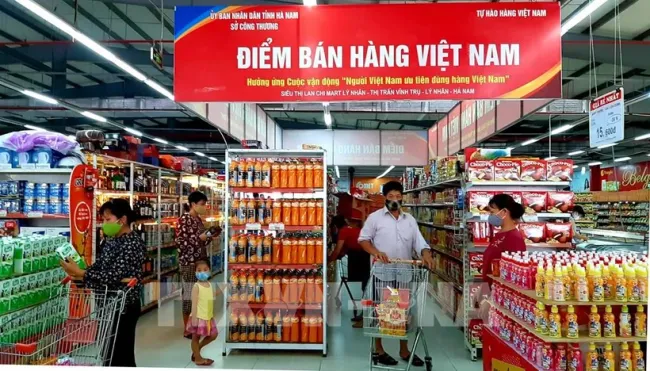 ỦY BAN NHÂN DÂN TỈNH HÀ NAM
SỞ CÔNG THƯƠNG
TỰ HÀO HÀNG VIỆT NAM
ĐIỂM BÁN HÀNG VIỆT NAM
Hưởng ứng Cuộc vận động "Người Việt Nam ưu tiên dùng hàng Việt Nam"
SIÊU THỊ LAN CHI MART LÝ NHÂN - THỊ TRẤN VĨNH TRỤ - LÝ NHÂN - HÀ NAM